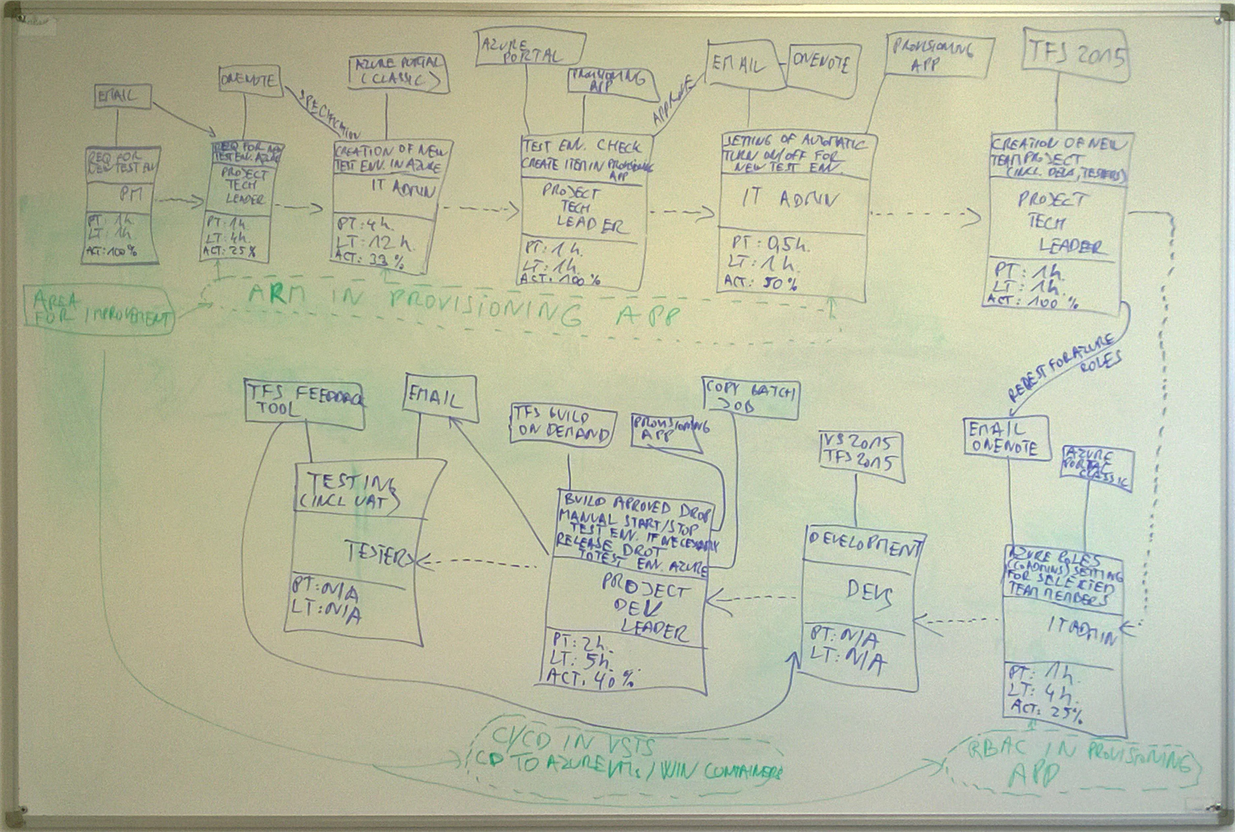 EMAIL
ONENOTE
AZURE PORTAL
(CLASSIC)
AZURE
PORTAL
PROVISIONING
APP
EMAIL
ONENOTE
PROVISIONING
APP
TFS 2015
SPECIFICATION
APPROVE
REQ FOR
NEW TEST ENV
PM
PT: 1h.
LT: 1h.
ACT: 100%
REQ FOR NEW
TEST ENV. AZURE
PROJECT
TECH
LEADER
PT: 1h.
LT: 4h.
ACT: 25%
CREATION OF NEW
TEST ENV. IN AZURE
IT ADMIN
PT: 4h.
LT: 12h.
ACT: 33%
TEST ENV. CHECK
CREATE ITEM IN PROVISIONING
APP
PROJECT
TECH
LEADER
PT: 1h.
LT: 1h.
ACT: 100%
SETTING OF AUTOMATIC
TURN ON/OFF FOR
NEW TEST ENV.
IT ADMIN
PT: 0,5h.
LT: 1h.
ACT: 50%
CREATION OF NEW
TEAM PROJECT
(INCL. DEVS, TESTERS)
PROJECT
TECH
LEADER
PT: 1h.
LT: 1h.
ACT: 100%
AREA
FOR IMPROVEMENT
ARM IN PROVISIONING APP
REQEST FOR AZURE
ROLES
TFS FEEDBACK
TOOL
EMAIL
TFS BUILD
ON DEMAND
PROVISIONING
APP
COPY BATCH
JOB
VS 2015
TFS 2015
EMAIL
ONENOTE
AZURE
PORTAL
CLASSIC
TESTING
(INCL UAT)
TESTER
PT: N/A
LT: N/A
BUILD APROVED DROP
MANUAL START/STOP
TEST ENV. IF NECESSARY
RELEASE DROT
TO TEST ENV. AZURE
PROJECT
DEV
LEADER
PT: 2h.
LT: 5h.
ACT: 40%
DEVELOPMENT
DEVS
PT: N/A
LT: N/A
AZURE ROLES
(COADMINS) SETTING
FOR SELECTED
TEAM MEMBERS
IT ADMIN
PT: 1h.
LT: 4h.
ACT: 25%
CI/CD IN VSTS
CD TO AZURE VMs / WIN CONTAINERS
RBAC IN PROVISIONING
APP